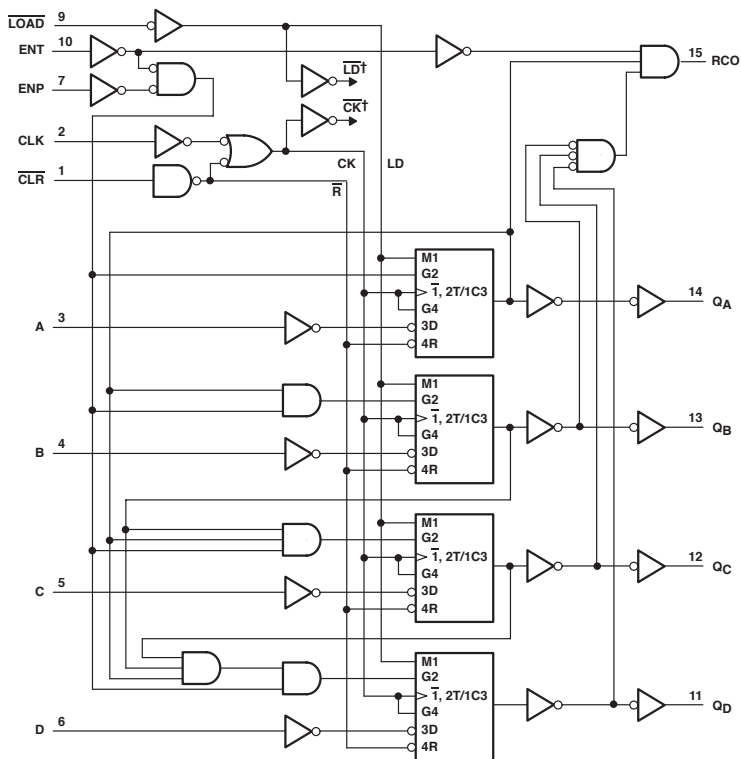 LOAD 9
ENT 10
15 RCO
ENP 7
LD†
CK†
CLK 2
CK LD
CLR 1
R
M1
G2
1, 2T/1C3
G4
14 QA
A 3
3D
4R
M1
G2
1, 2T/1C3
G4
13 QB
B 4
3D
4R
M1
G2
1, 2T/1C3
G4
12 QC
C 5
3D
4R
M1
G2
1, 2T/1C3
G4
11 QD
D 6
3D
4R